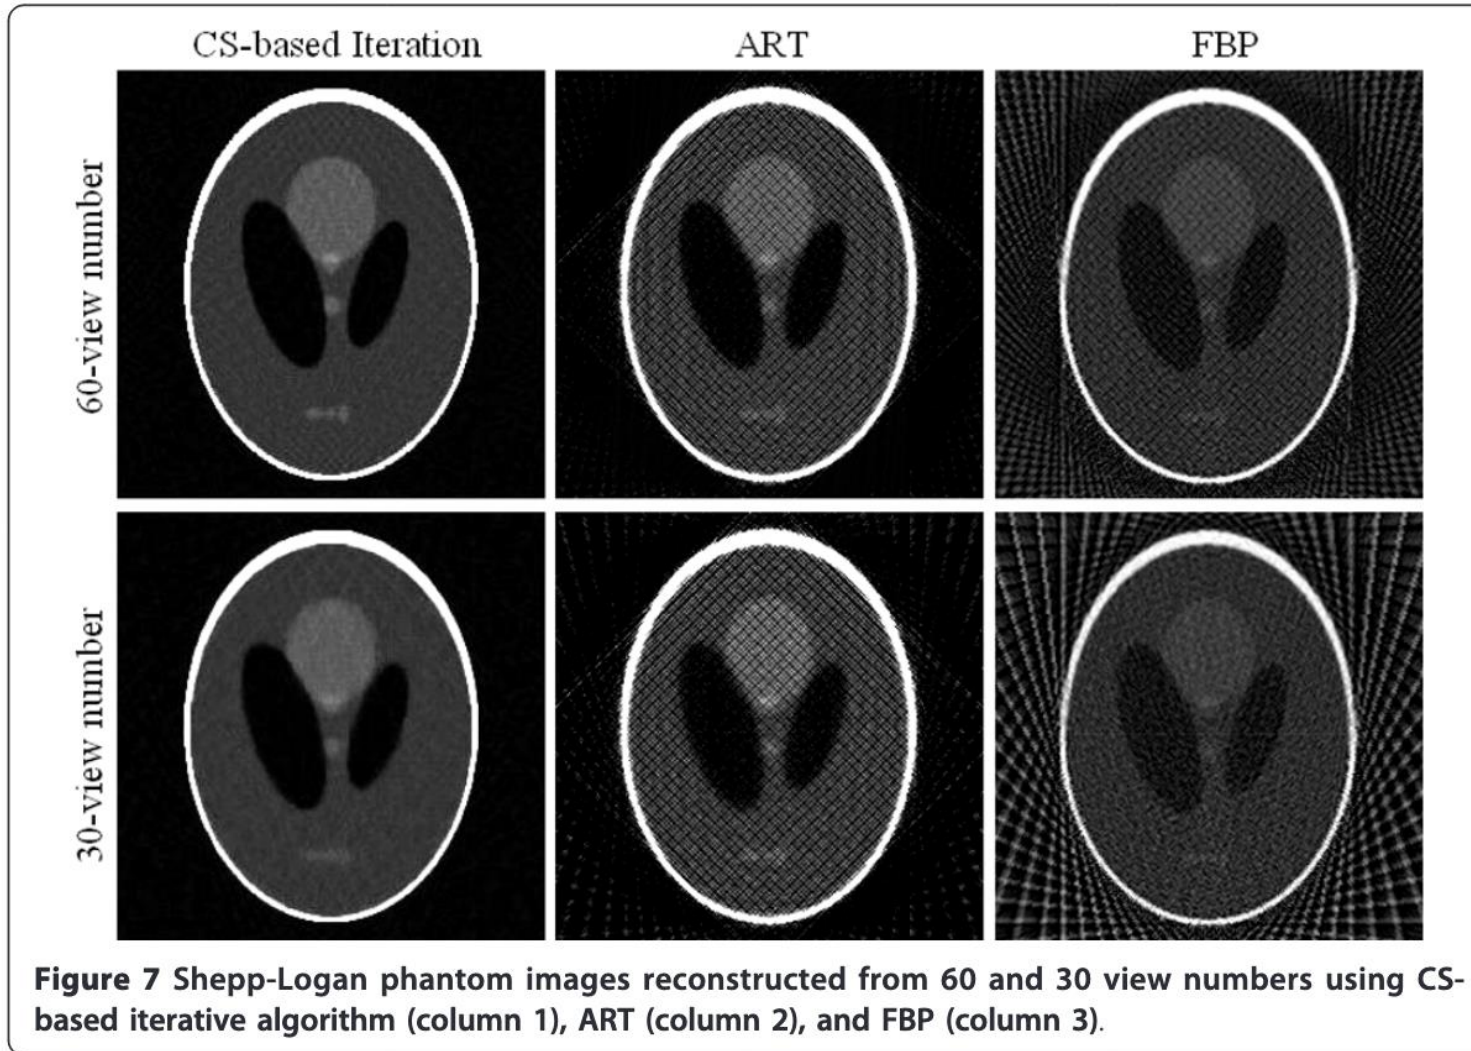 CS-based Iteration ART FBP
60-view number
30-view number
Figure 7 Shepp-Logan phantom images reconstructed from 60 and 30 view numbers using CS-
based iterative algorithm (column 1), ART (column 2), and FBP (column 3).